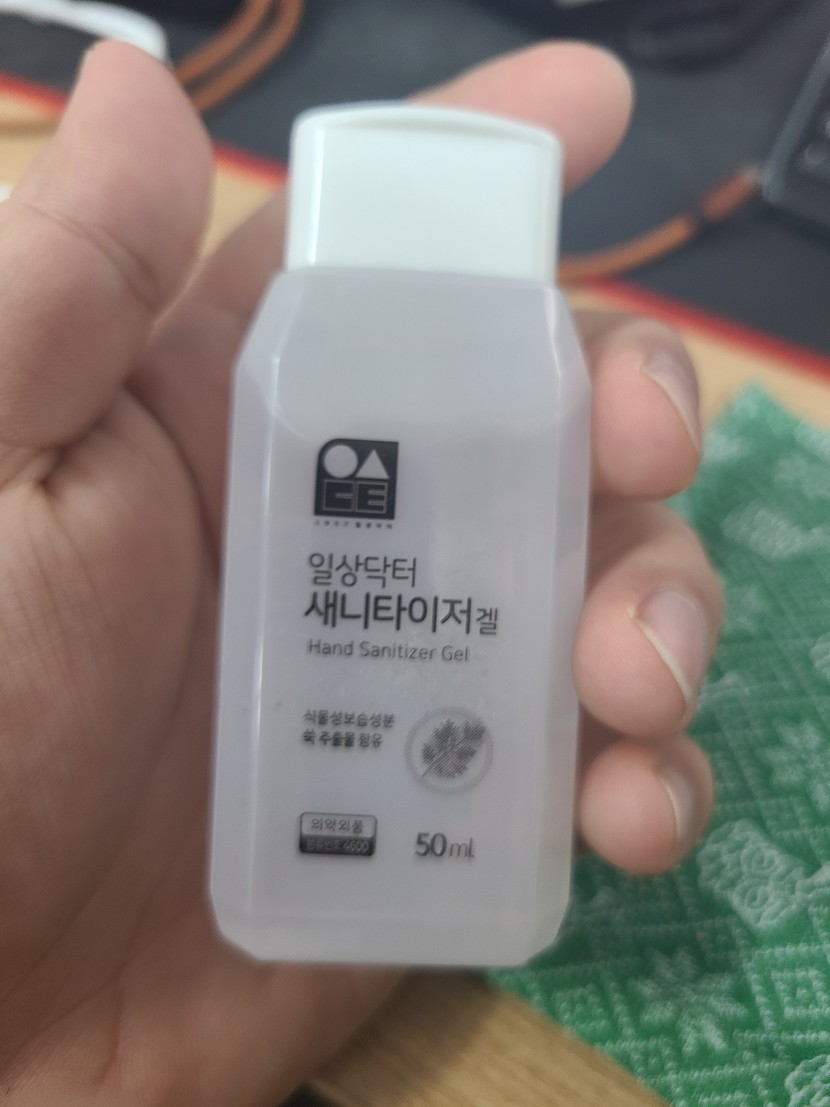 일상닥터
새니타이저겔
Hand Sanitizer Gel
식물성보습성분
쑥 추출물 함유
의약외품
50ml